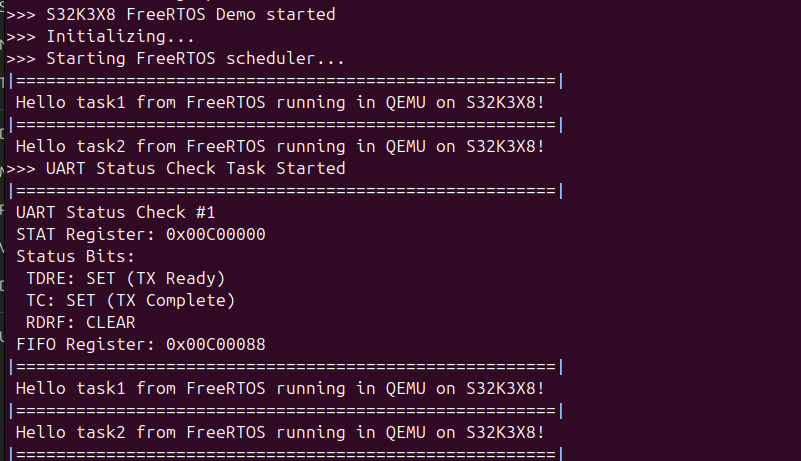 >>> S32K3X8 FreeRTOS Demo started
>>> Initializing...
>>> Starting FreeRTOS scheduler...
|======================================================|
Hello task1 from FreeRTOS running in QEMU on S32K3X8!
|======================================================|
Hello task2 from FreeRTOS running in QEMU on S32K3X8!
>>> UART Status Check Task Started
|======================================================|
UART Status Check #1
STAT Register: 0x00C00000
Status Bits:
TDRE: SET (TX Ready)
TC: SET (TX Complete)
RDRF: CLEAR
FIFO Register: 0x00C00088
|======================================================|
Hello task1 from FreeRTOS running in QEMU on S32K3X8!
|======================================================|
Hello task2 from FreeRTOS running in QEMU on S32K3X8!
|======================================================|